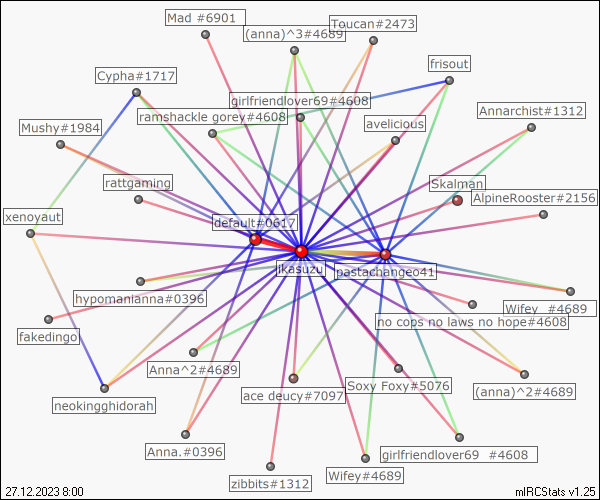 Mad #6901
Toucan#2473
(anna)^3#4689
frisout
Cypha#1717
girlfriendlover69#4608
Annarchist#1312
ramshackle gorey#4608
avelicious
Mushy#1984
rattgaming
Skalman
AlpineRooster#2156
xenoyaut
default#0617
jkasuzu
pastachangeo41
hypomanianna#0396
Wifey_#4689
no cops no laws no hope#4608
fakedingo
Anna^2#4689
ace deucy#7097
Soxy Foxy#5076
(anna)^2#4689
neokingghidorah
Anna.#0396
girlfriendlover69 #4608
zibbits#1312
Wifey#4689
27.12.2023 8:00
mIRCStats v1.25